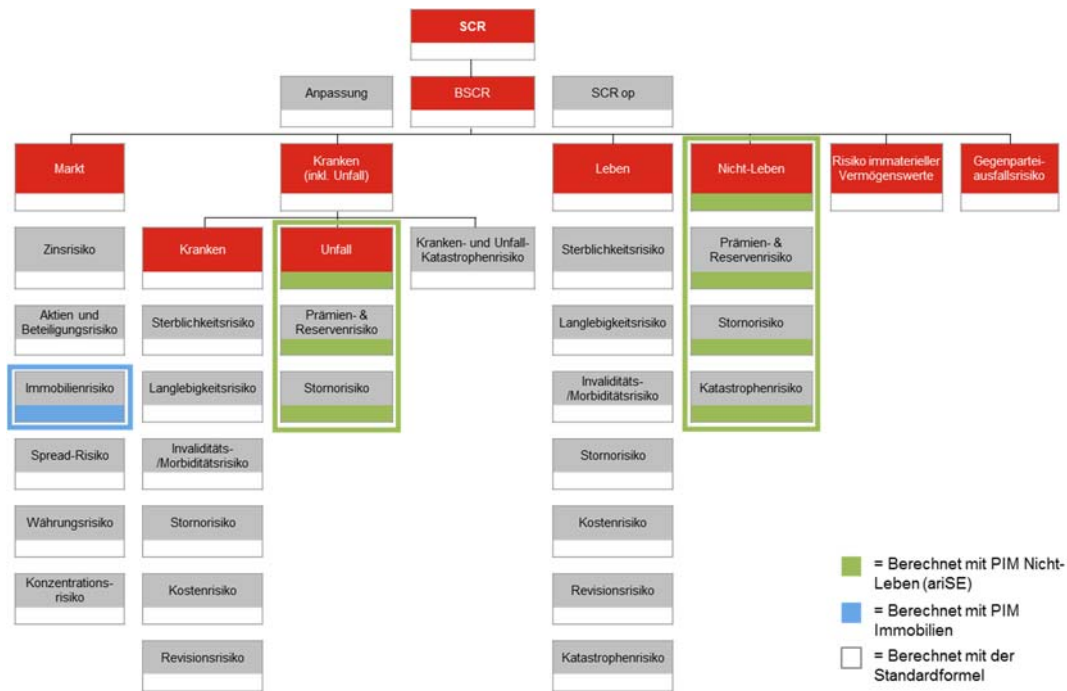 SCR
Anpassung
BSCR
SCR op
Markt
Kranken
(inkl. Unfall)
Leben
Nicht-Leben
Risiko immaterieller
Vermögenswerte
Gegenpartei-
ausfallsrisiko
Zinsrisiko
Kranken
Unfall
Kranken- und Unfall-
Katastrophenrisiko
Sterblichkeitsrisiko
Prämien- &
Reservenrisiko
Aktien und
Beteiligungsrisiko
Sterblichkeitsrisiko
Prämien- &
Reservenrisiko
Langlebigkeitsrisiko
Stornorisiko
Immobilienrisiko
Langlebigkeitsrisiko
Stornorisiko
Invaliditäts-
/Morbiditätsrisiko
Katastrophenrisiko
Spread-Risiko
Invaliditäts-
/Morbiditätsrisiko
Stornorisiko
Währungsrisiko
Stornorisiko
Kostenrisiko
Konzentrations-
risiko
Kostenrisiko
Revisionsrisiko
Revisionsrisiko
Katastrophenrisiko
= Berechnet mit PIM Nicht-
Leben (ariSE)
= Berechnet mit PIM
Immobilien
= Berechnet mit der
Standardformel